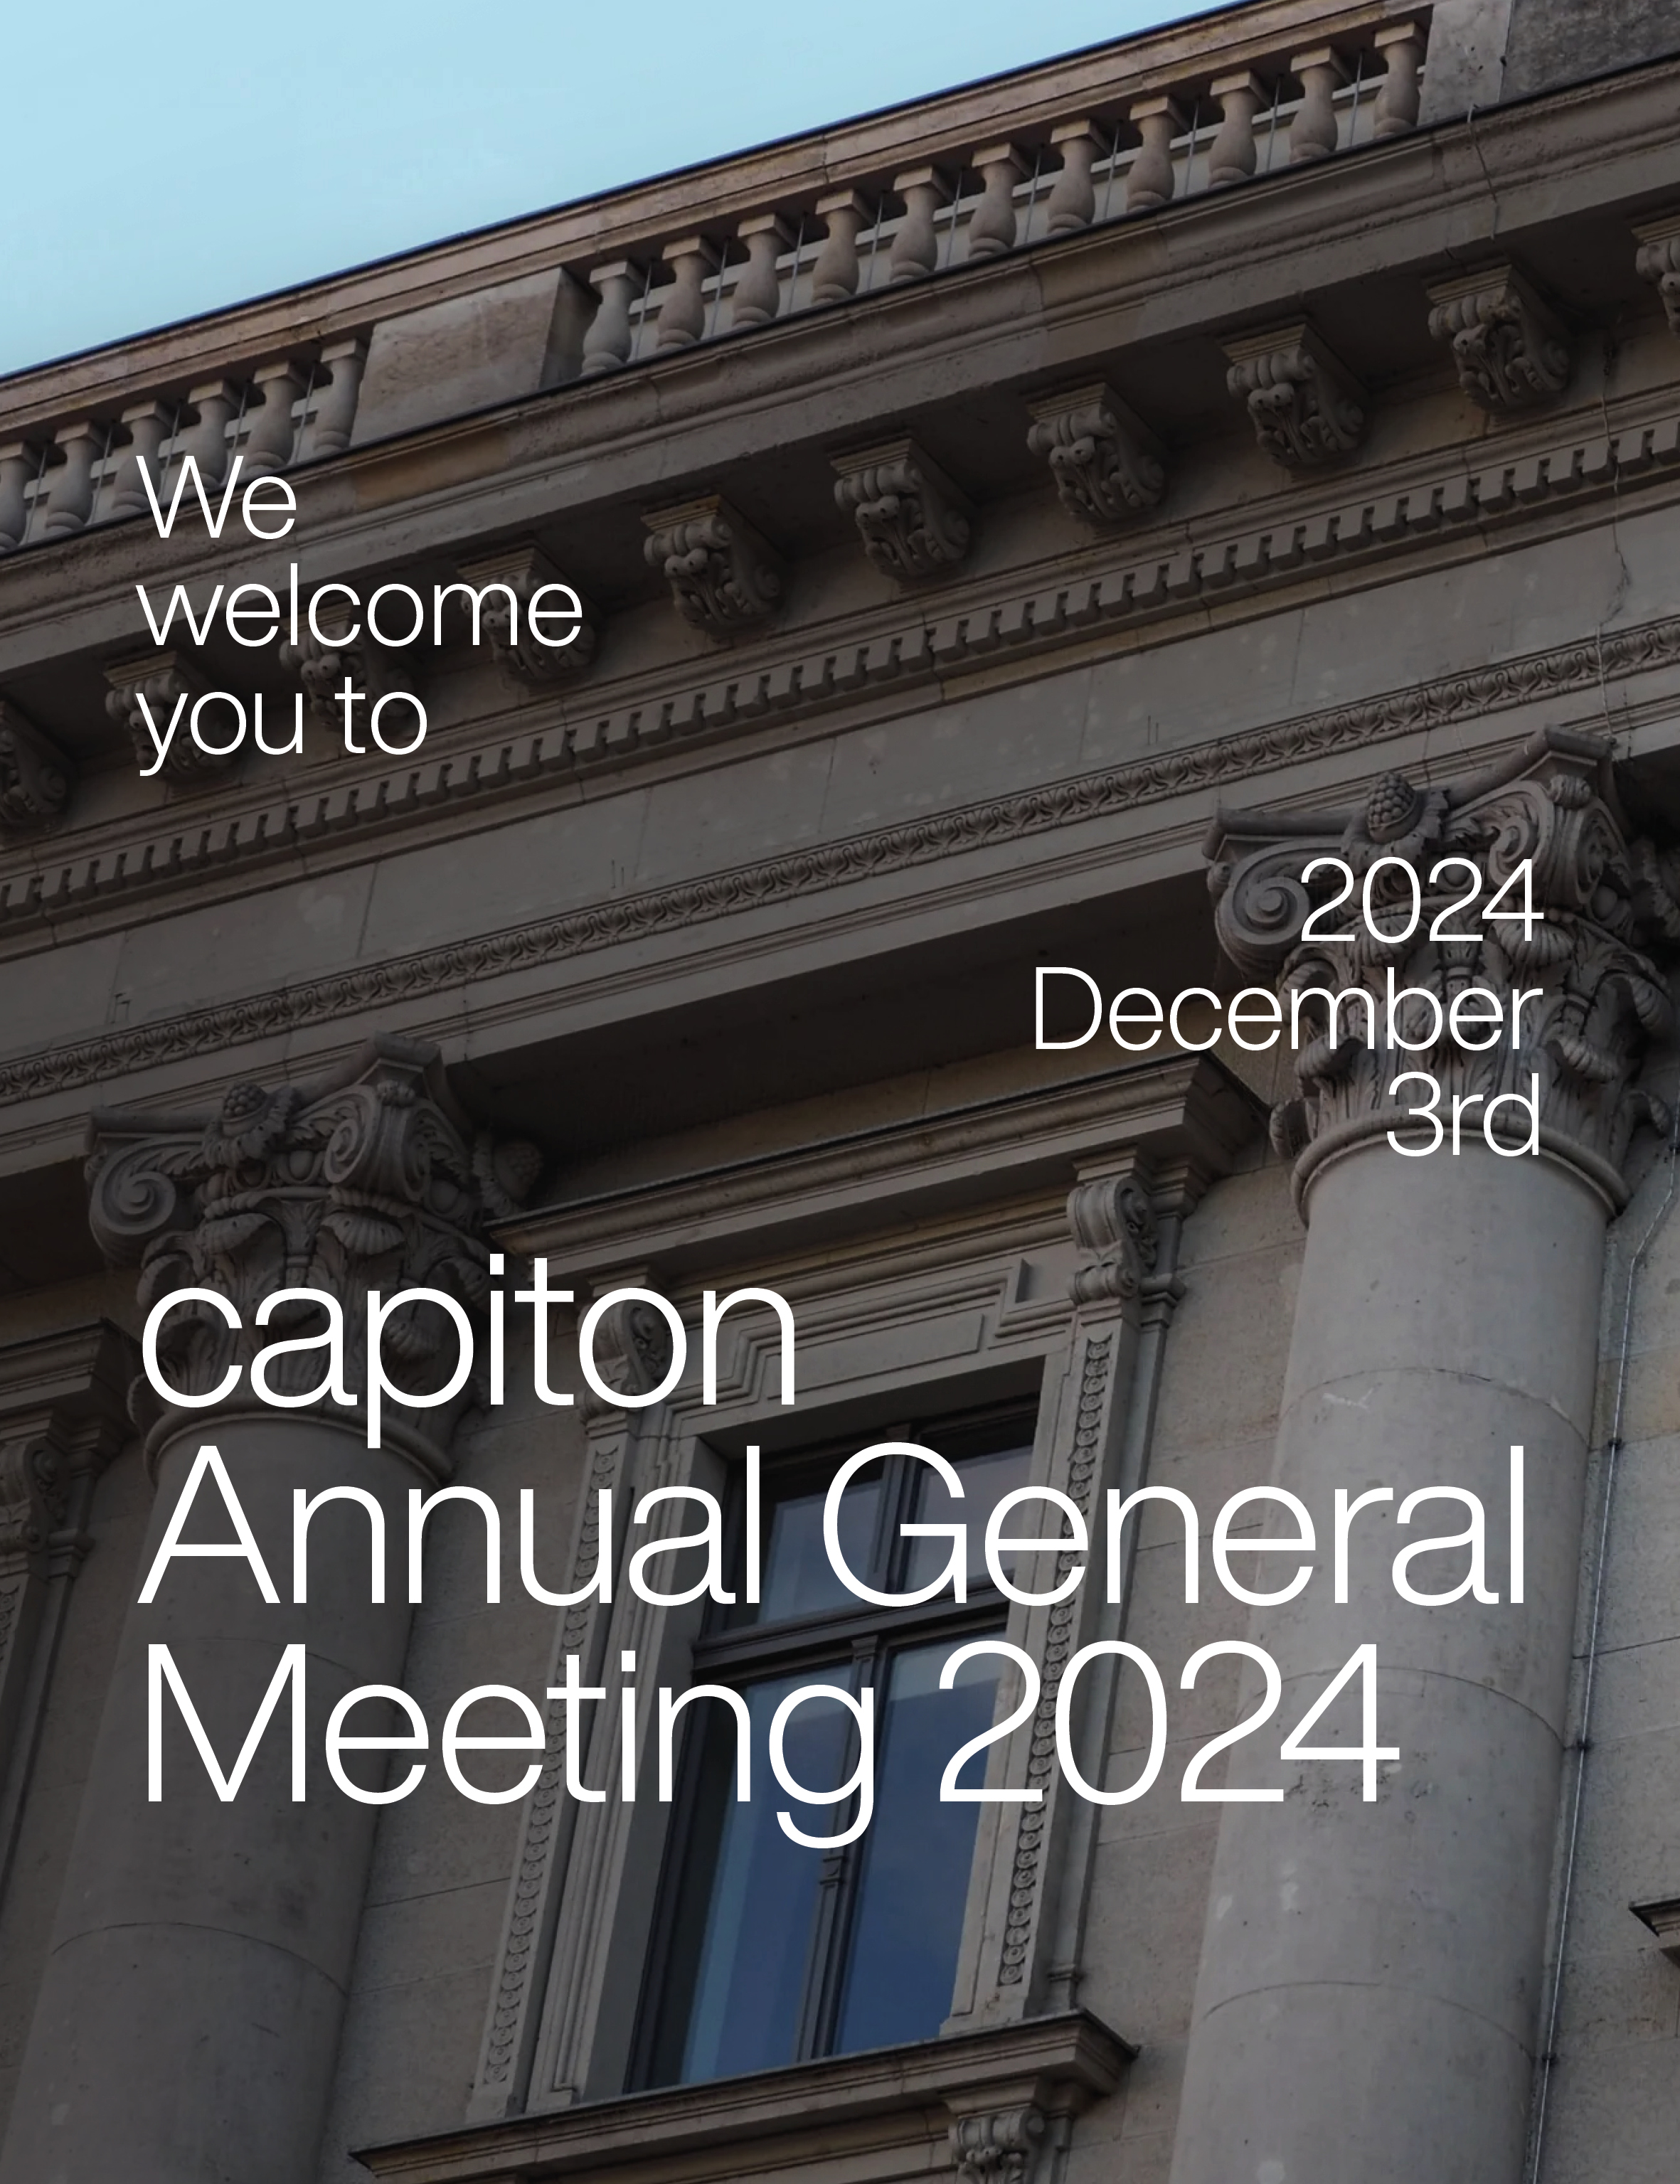 We
welcome
you to
2024
December
3rd
capiton
Annual General
Meeting 2024